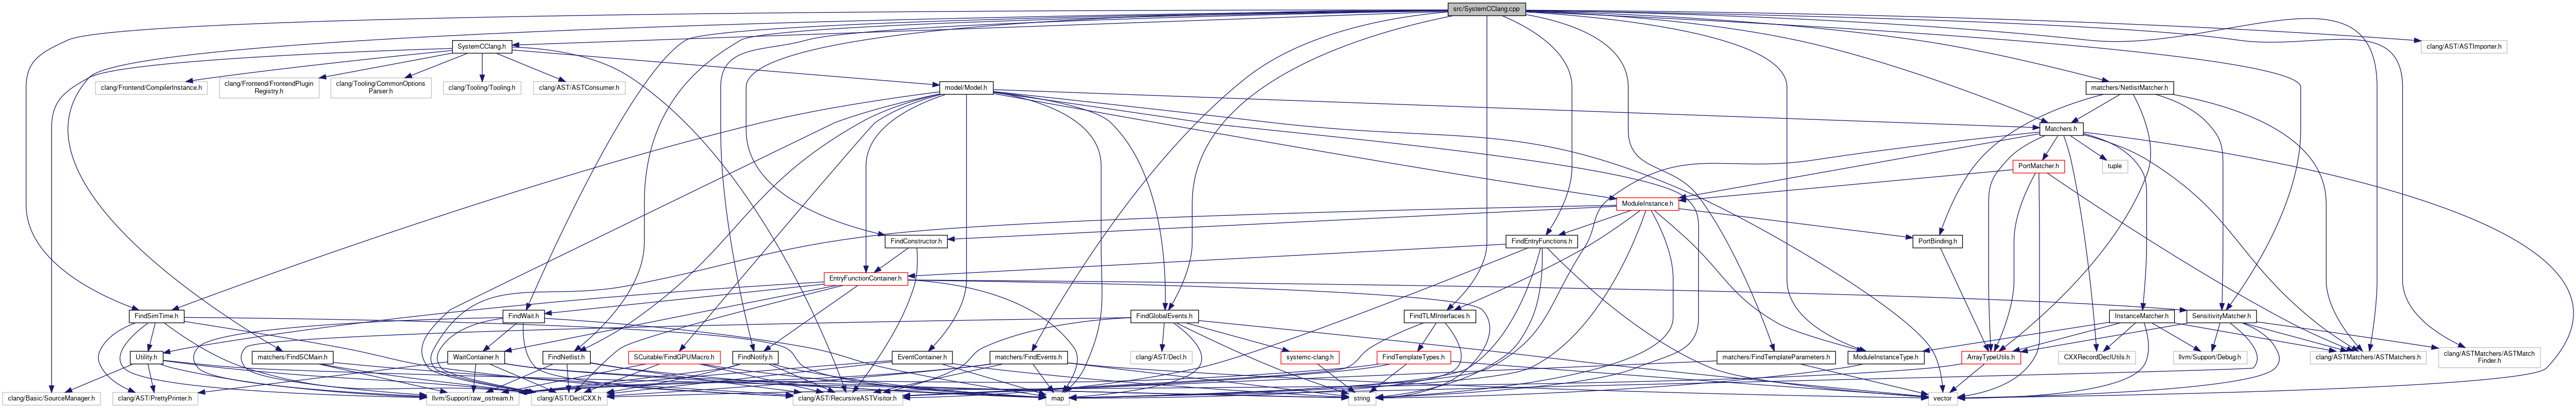 src/SystemCClang.cpp
SystemCClang.h
clang/AST/ASTImporter.h
clang/Frontend/CompilerInstance.h
clang/Frontend/FrontendPlugin
Registry.h
clang/Tooling/CommonOptions
Parser.h
clang/Tooling/Tooling.h
clang/AST/ASTConsumer.h
model/Model.h
matchers/NetlistMatcher.h
Matchers.h
PortMatcher.h
tuple
ModuleInstance.h
FindConstructor.h
FindEntryFunctions.h
PortBinding.h
EntryFunctionContainer.h
FindSimTime.h
FindWait.h
FindGlobalEvents.h
FindTLMInterfaces.h
InstanceMatcher.h
SensitivityMatcher.h
Utility.h
matchers/FindSCMain.h
WaitContainer.h
FindNetlist.h
SCuitable/FindGPUMacro.h
FindNotify.h
EventContainer.h
matchers/FindEvents.h
clang/AST/Decl.h
systemc-clang.h
FindTemplateTypes.h
matchers/FindTemplateParameters.h
ModuleInstanceType.h
ArrayTypeUtils.h
CXXRecordDeclUtils.h
llvm/Support/Debug.h
clang/ASTMatchers/ASTMatchers.h
clang/ASTMatchers/ASTMatch
Finder.h
clang/Basic/SourceManager.h
clang/AST/PrettyPrinter.h
llvm/Support/raw_ostream.h
clang/AST/DeclCXX.h
clang/AST/RecursiveASTVisitor.h
map
string
vector